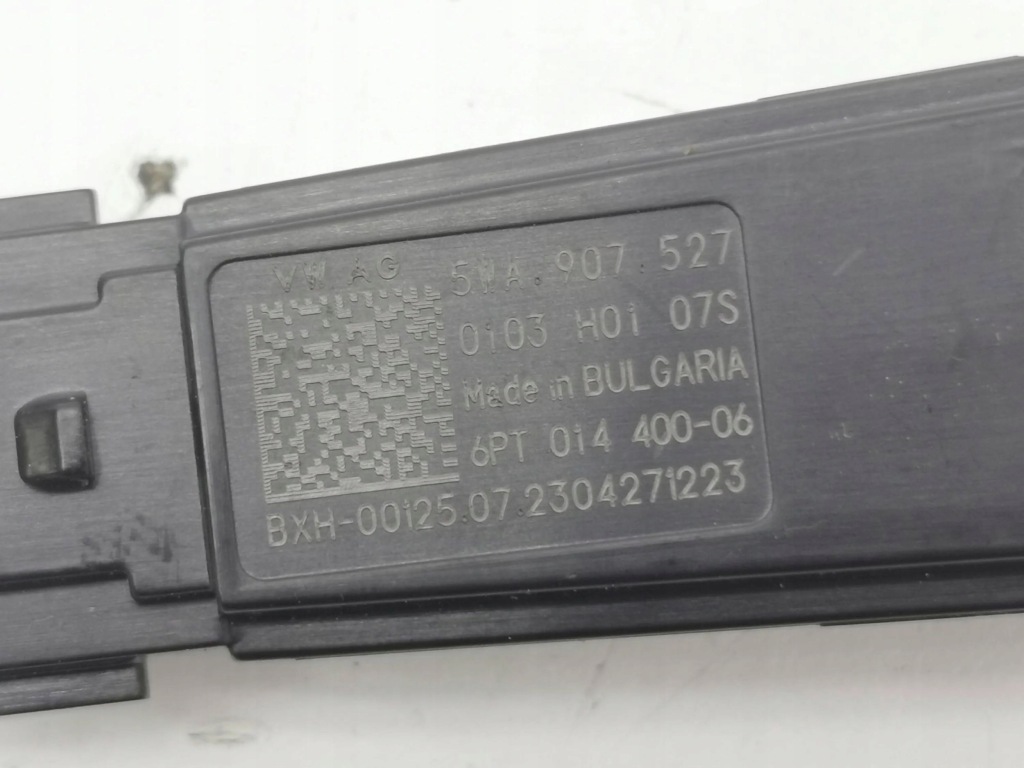 VW AG 5WA.907.527
0103 H01 07S
Made in BULGARIA
6PT 014 400-06
BXH-00125.07.2304271223